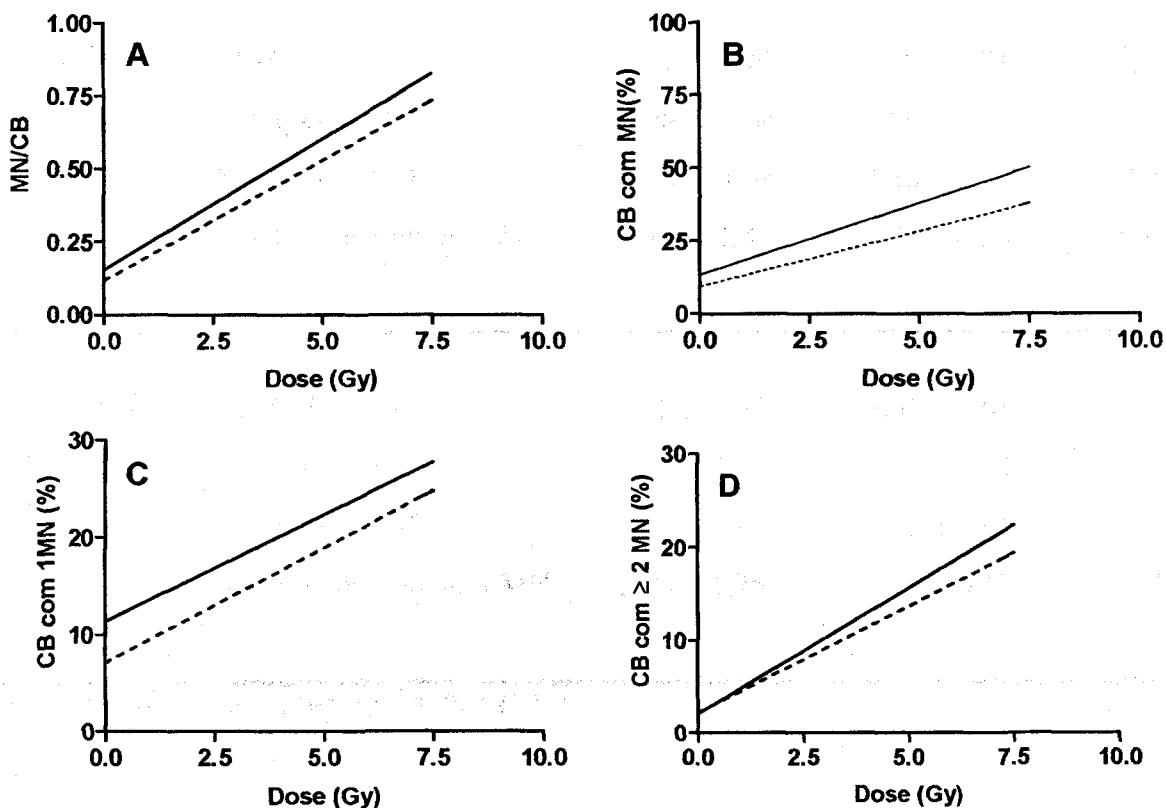 A
MN/CB
1.00
0.75
0.50
0.25
0.00
0.0 2.5 5.0 7.5 10.0
Dose (Gy)
B
CB com MN(%)
100
75
50
25
0
0.0 2.5 5.0 7.5 10.0
Dose (Gy)
C
CB com 1MN (%)
30
20
10
0
0.0 2.5 5.0 7.5 10.0
Dose (Gy)
D
CB com ≥ 2 MN (%)
30
20
10
0
0.0 2.5 5.0 7.5 10.0
Dose (Gy)